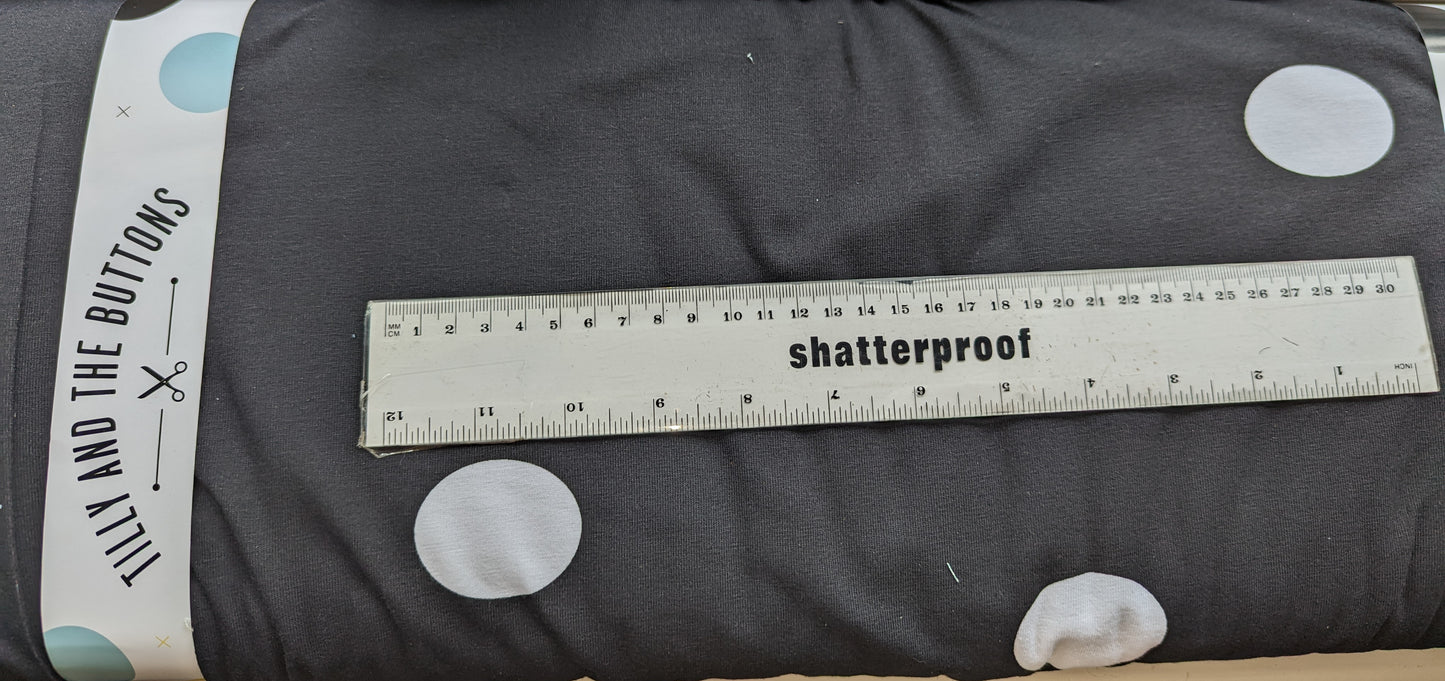 TILLY AND THE BUTTONS
MM
CM
1 2 3 4 5 6 7 8 9 10 11 12 13 14 15 16 17 18 19 20 21 22 23 24 25 26 27 28 29 30
shatterproof
12 11 10 9 8 7 6 5 4 3 2 1 INCH